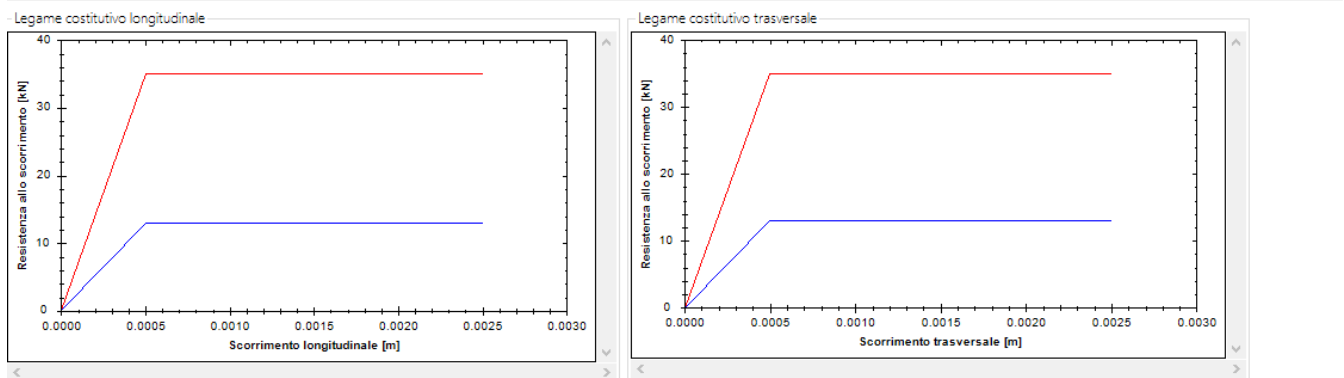 Legame costitutivo longitudinale
40
30
20
10
0
Resistenza allo scorrimento [kN]
0.0000 0.0005 0.0010 0.0015 0.0020 0.0025 0.0030
Scorrimento longitudinale [m]
Legame costitutivo trasversale
40
30
20
10
0
Resistenza allo scorrimento [kN]
0.0000 0.0005 0.0010 0.0015 0.0020 0.0025 0.0030
Scorrimento trasversale [m]